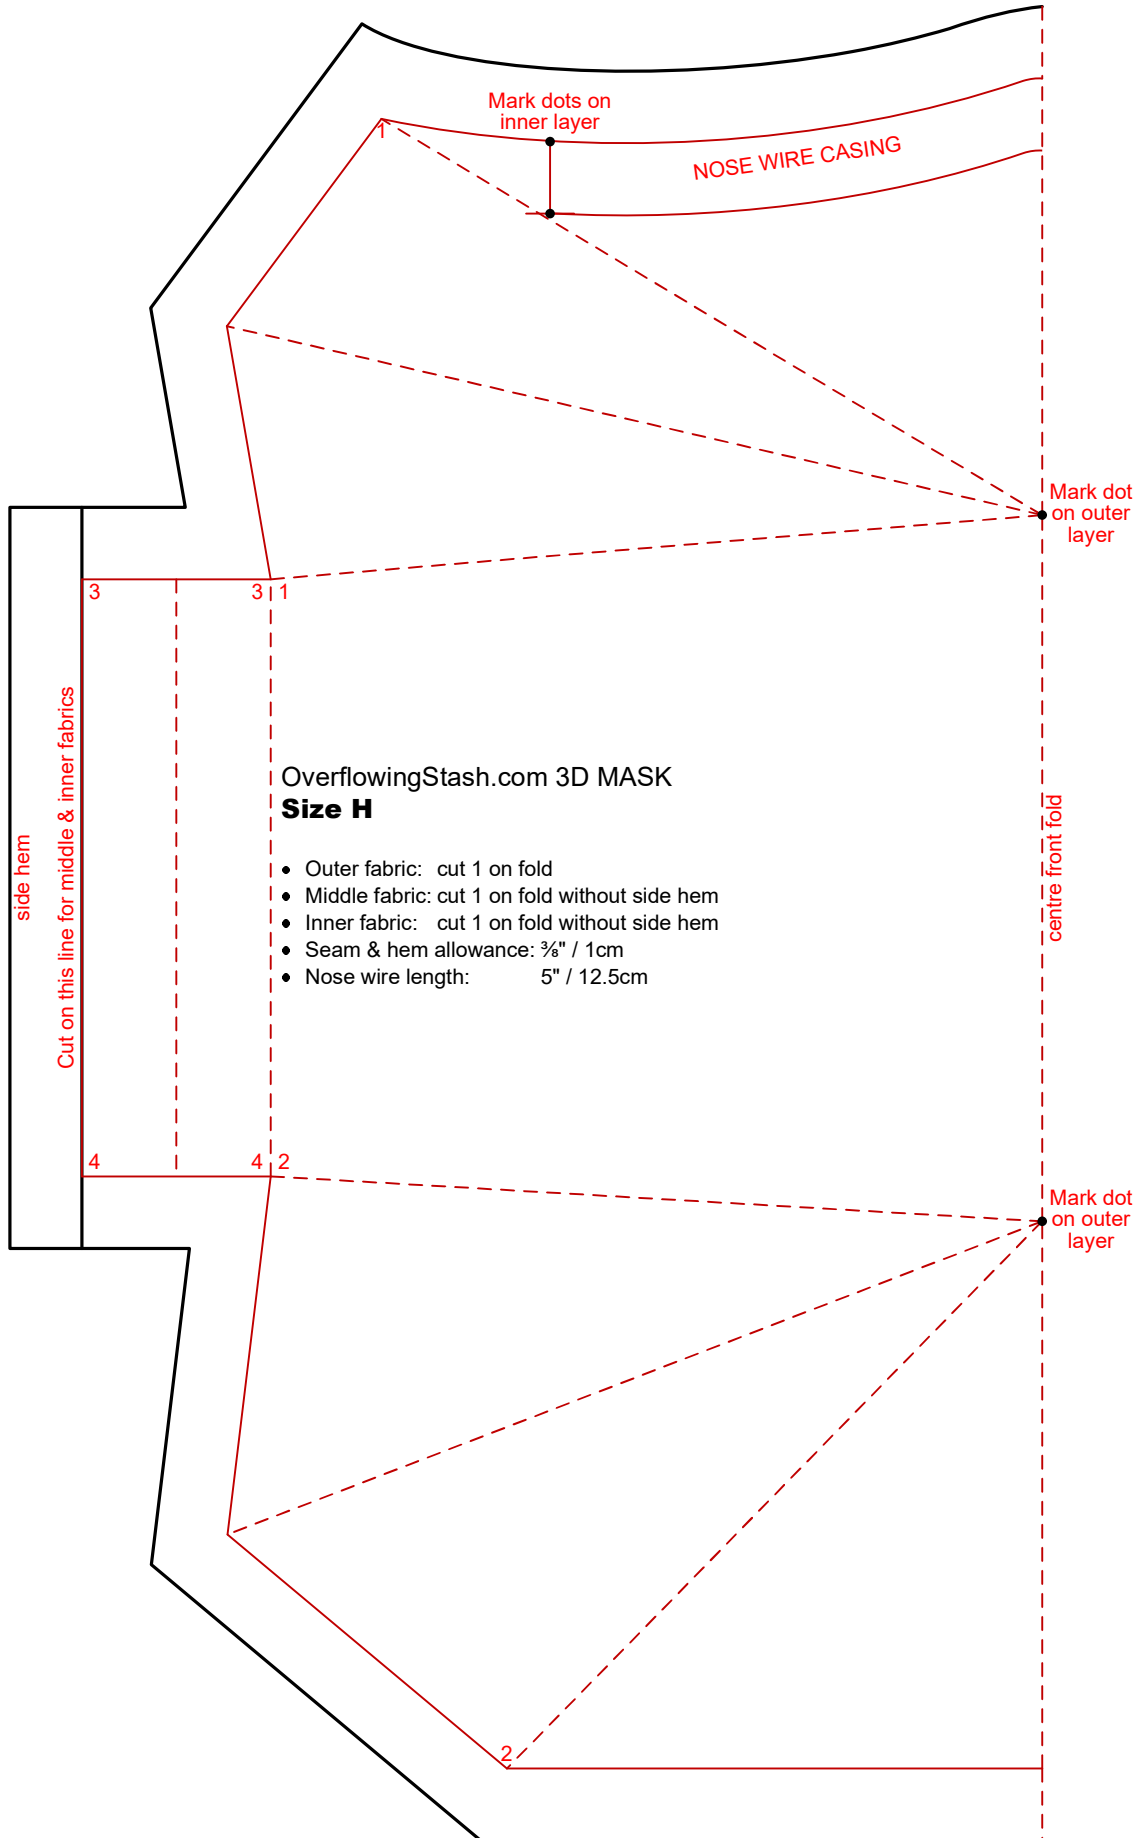 Mark dots on
inner layer
1
NOSE WIRE CASING
Mark dot
on outer
layer
3
3
1
side hem
Cut on this line for middle & inner fabrics
OverflowingStash.com 3D MASK
Size H
• Outer fabric: cut 1 on fold
• Middle fabric: cut 1 on fold without side hem
• Inner fabric: cut 1 on fold without side hem
• Seam & hem allowance: ⅜" / 1cm
• Nose wire length: 5" / 12.5cm
centre front fold
4
4
2
Mark dot
on outer
layer
2